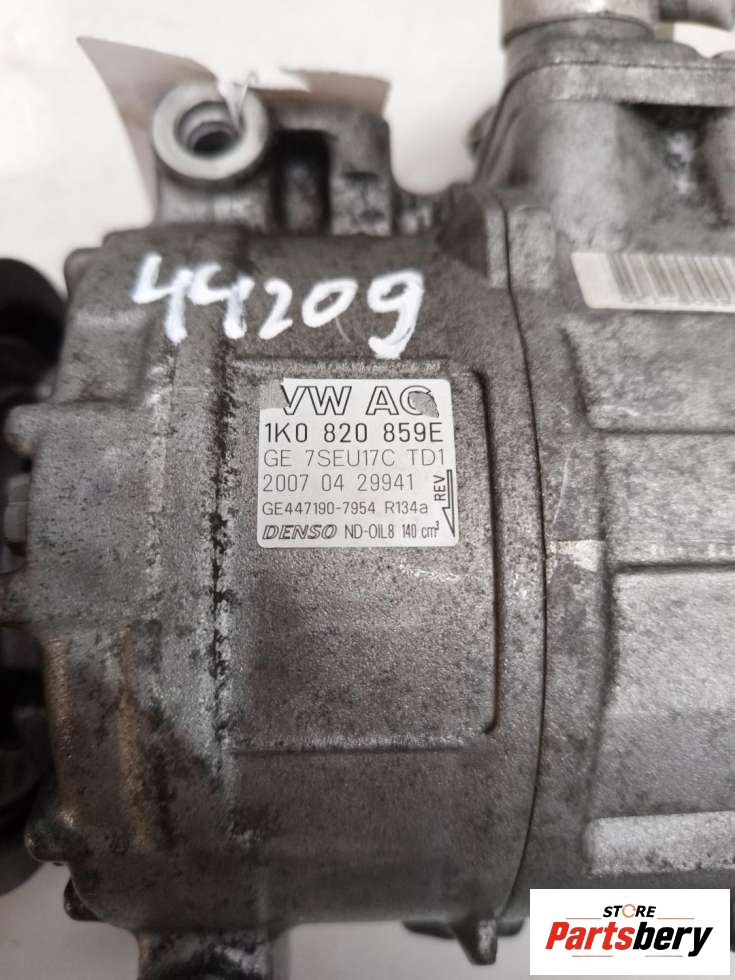 44209
VW AG
1K0 820 859E
GE 7SEU17C TD1
2007 04 29941
GE447190-7954 R134a
REV
DENSO ND-OIL8 140 cm³
STORE
Partsbery